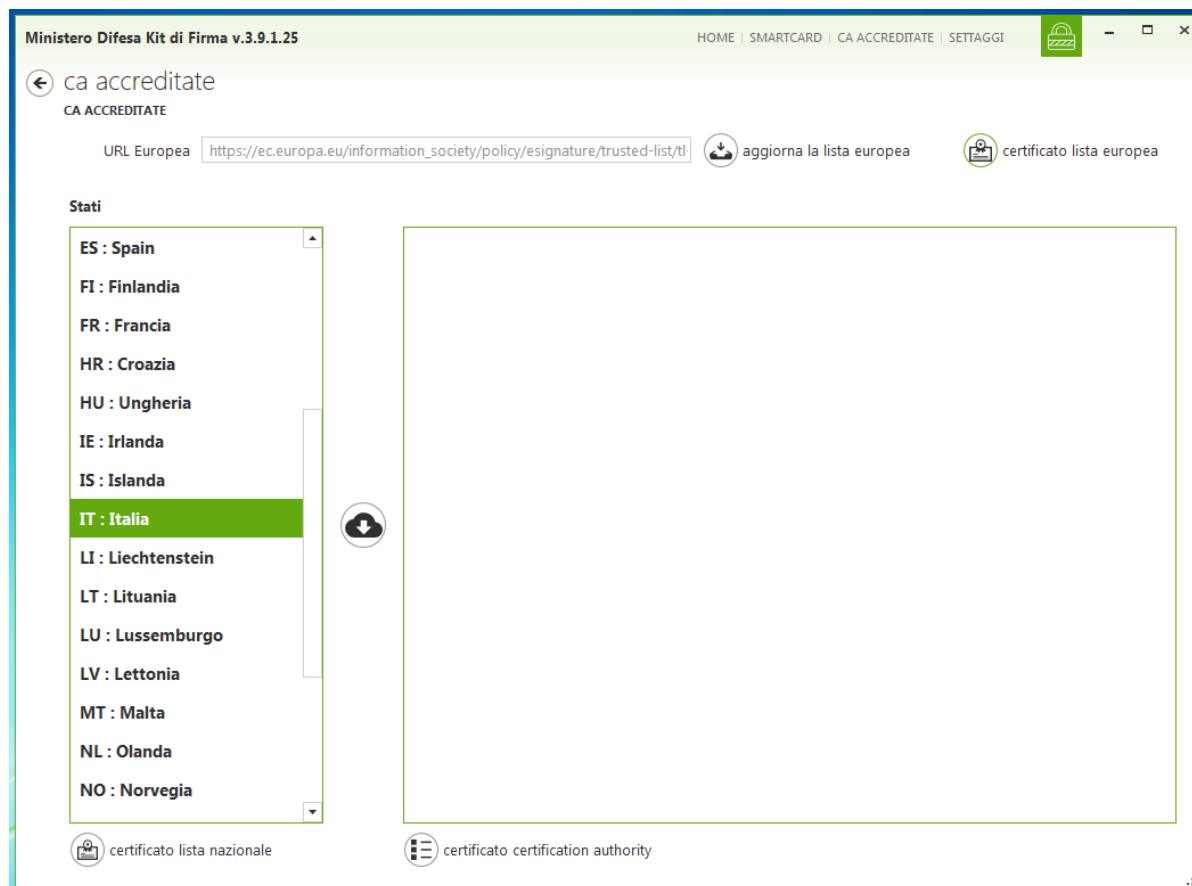 Ministero Difesa Kit di Firma v.3.9.1.25
HOME | SMARTCARD | CA ACCREDITATE | SETTAGGI
ca accreditate
CA ACCREDITATE
URL Europea https://ec.europa.eu/information_society/policy/esignature/trusted-list/tl- aggiorna la lista europea certificato lista europea
Stati
ES : Spain
FI : Finlandia
FR : Francia
HR : Croazia
HU : Ungheria
IE : Irlanda
IS : Islanda
IT : Italia
LI : Liechtenstein
LT : Lituania
LU : Lussemburgo
LV : Lettonia
MT : Malta
NL : Olanda
NO : Norvegia
certificato lista nazionale
certificato certification authority